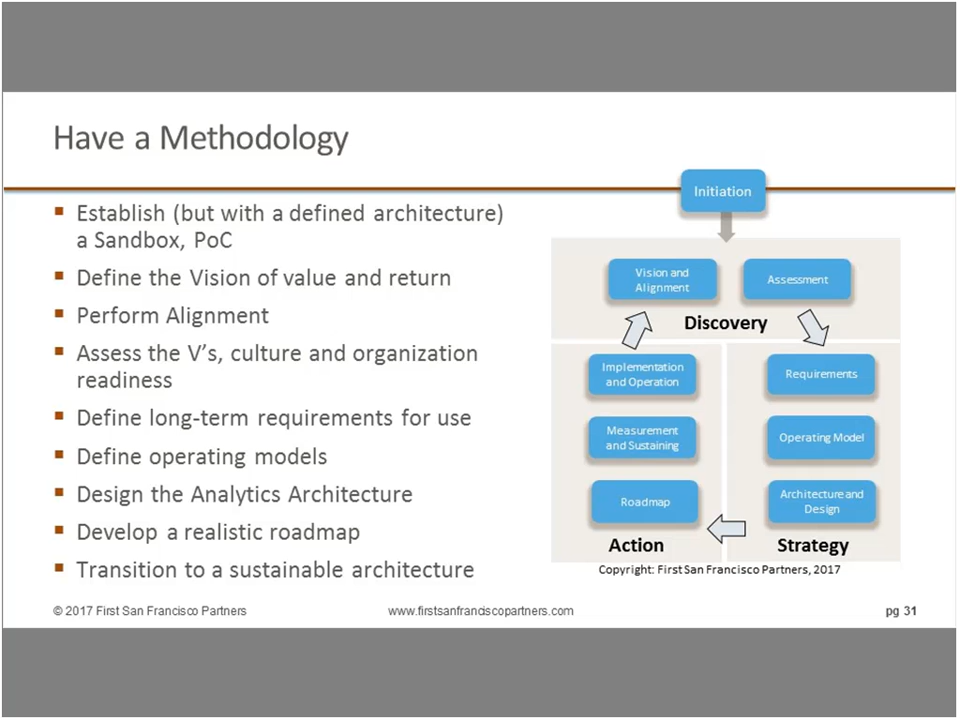 Have a Methodology
▪ Establish (but with a defined architecture)
a Sandbox, PoC
▪ Define the Vision of value and return
▪ Perform Alignment
▪ Assess the V's, culture and organization
readiness
▪ Define long-term requirements for use
▪ Define operating models
▪ Design the Analytics Architecture
▪ Develop a realistic roadmap
▪ Transition to a sustainable architecture
Initiation
Vision and
Alignment
Assessment
Discovery
Implementation
and Operation
Measurement
and Sustaining
Roadmap
Action
Requirements
Operating Model
Architecture and
Design
Strategy
Copyright: First San Francisco Partners, 2017
© 2017 First San Francisco Partners
www.firstsanfranciscopartners.com
pg 31